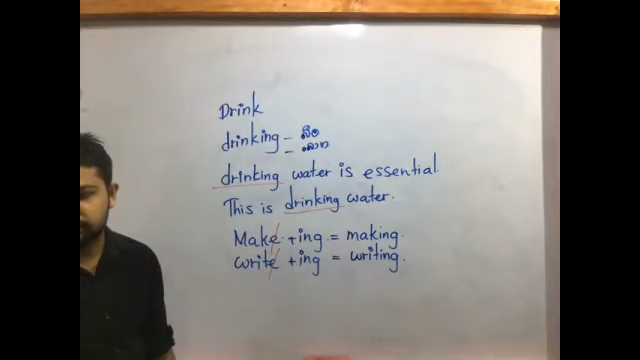 Drink
drinking –
–
drinking water is essential
This is drinking water.
Make + ing = making.
write + ing = writing.